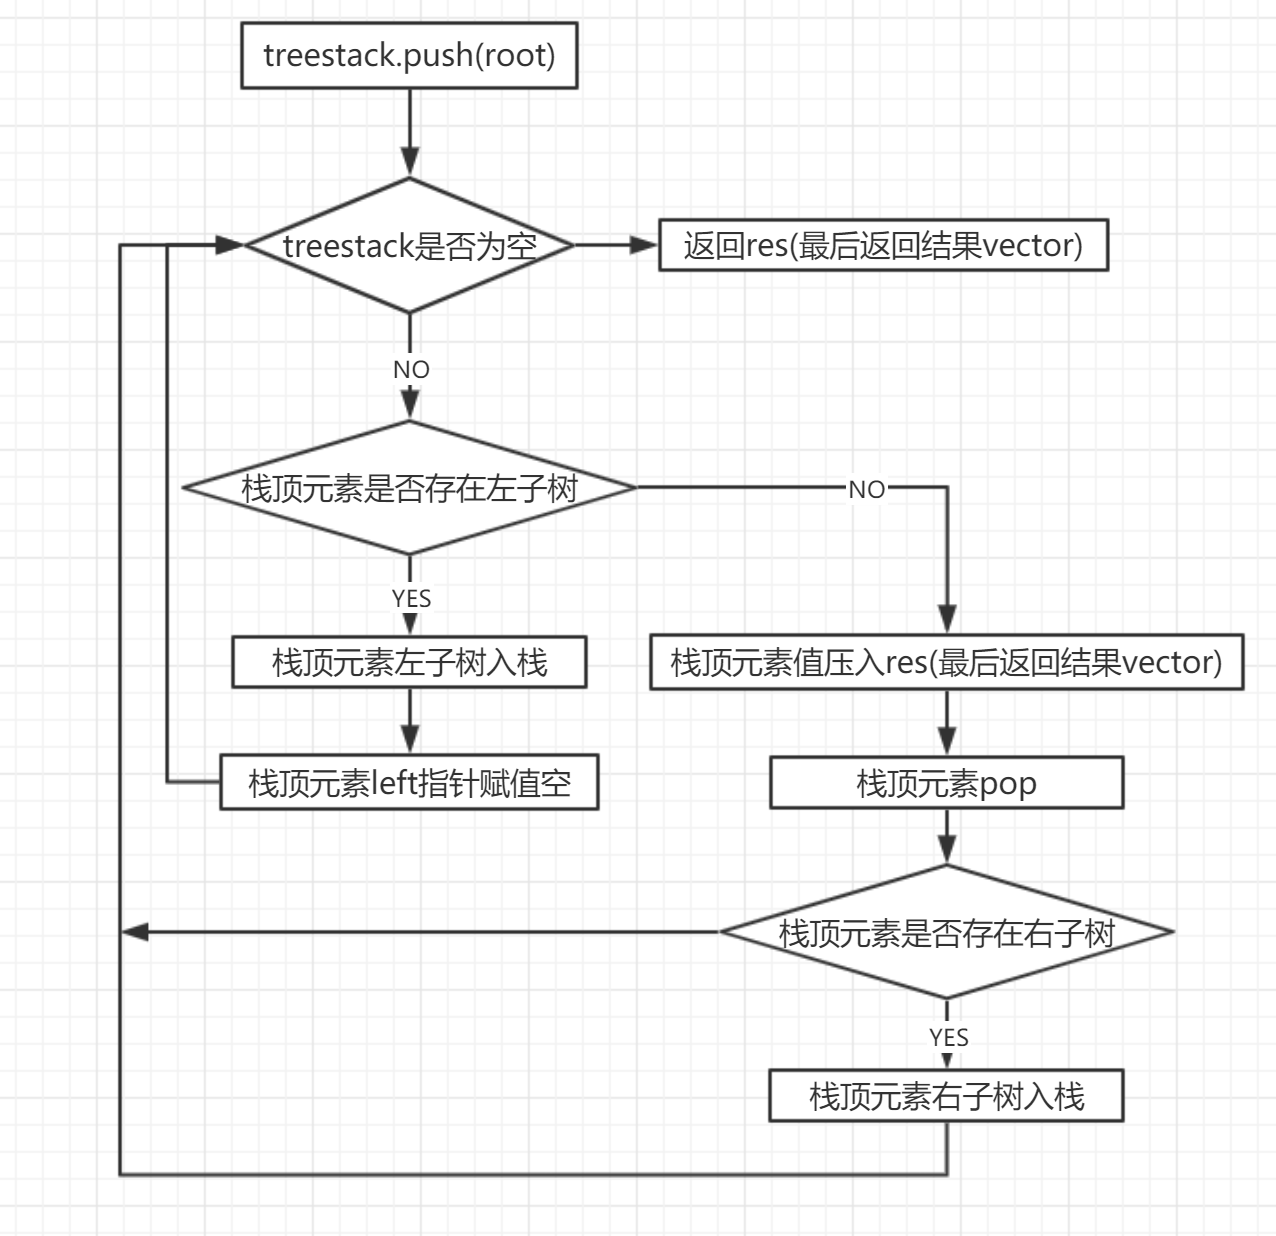 treestack.push(root)
treestack是否为空
返回res(最后返回结果vector)
NO
栈顶元素是否存在左子树
NO
YES
栈顶元素左子树入栈
栈顶元素值压入res(最后返回结果vector)
栈顶元素left指针赋值空
栈顶元素pop
栈顶元素是否存在右子树
YES
栈顶元素右子树入栈